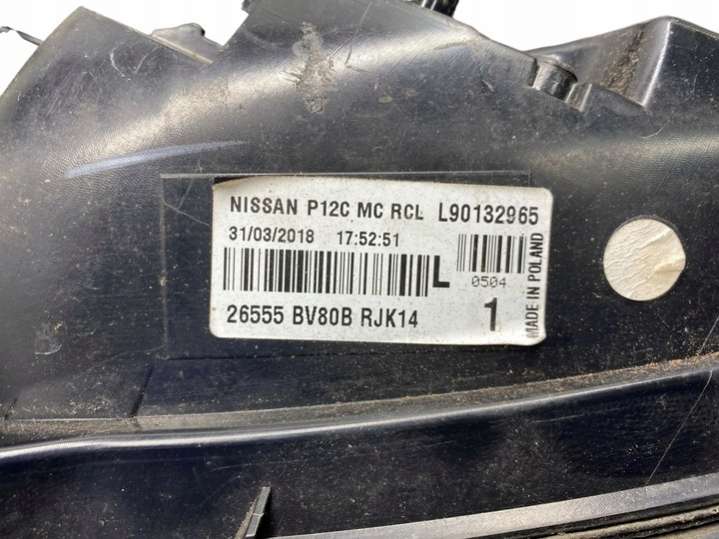 NISSAN P12C MC RCL L90132965
31/03/2018 17:52:51
L
0504
26555 BV80B RJK14
1
MADE IN POLAND